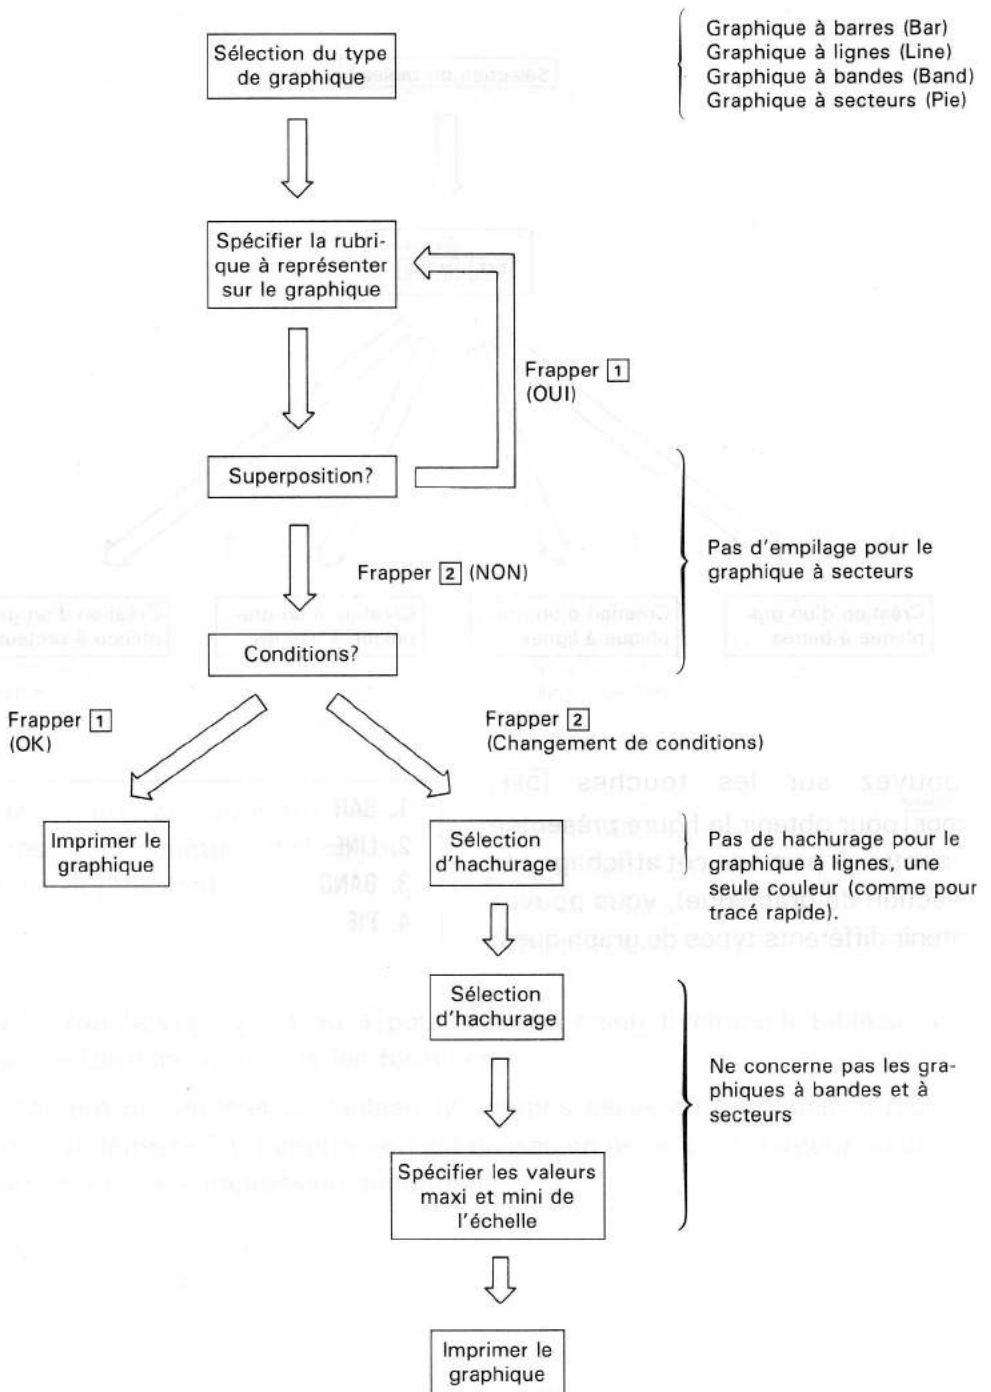 Sélection du type
de graphique
Graphique à barres (Bar)
Graphique à lignes (Line)
Graphique à bandes (Band)
Graphique à secteurs (Pie)
Spécifier la rubri-
que à représenter
sur le graphique
Frapper 1
(OUI)
Superposition?
Frapper 2 (NON)
Pas d'empilage pour le
graphique à secteurs
Conditions?
Frapper 1
(OK)
Frapper 2
(Changement de conditions)
Imprimer le
graphique
Sélection
d'hachurage
Pas de hachurage pour le
graphique à lignes, une
seule couleur (comme pour
tracé rapide).
Sélection
d'hachurage
Ne concerne pas les gra-
phiques à bandes et à
secteurs
Spécifier les valeurs
maxi et mini de
l'échelle
Imprimer le
graphique